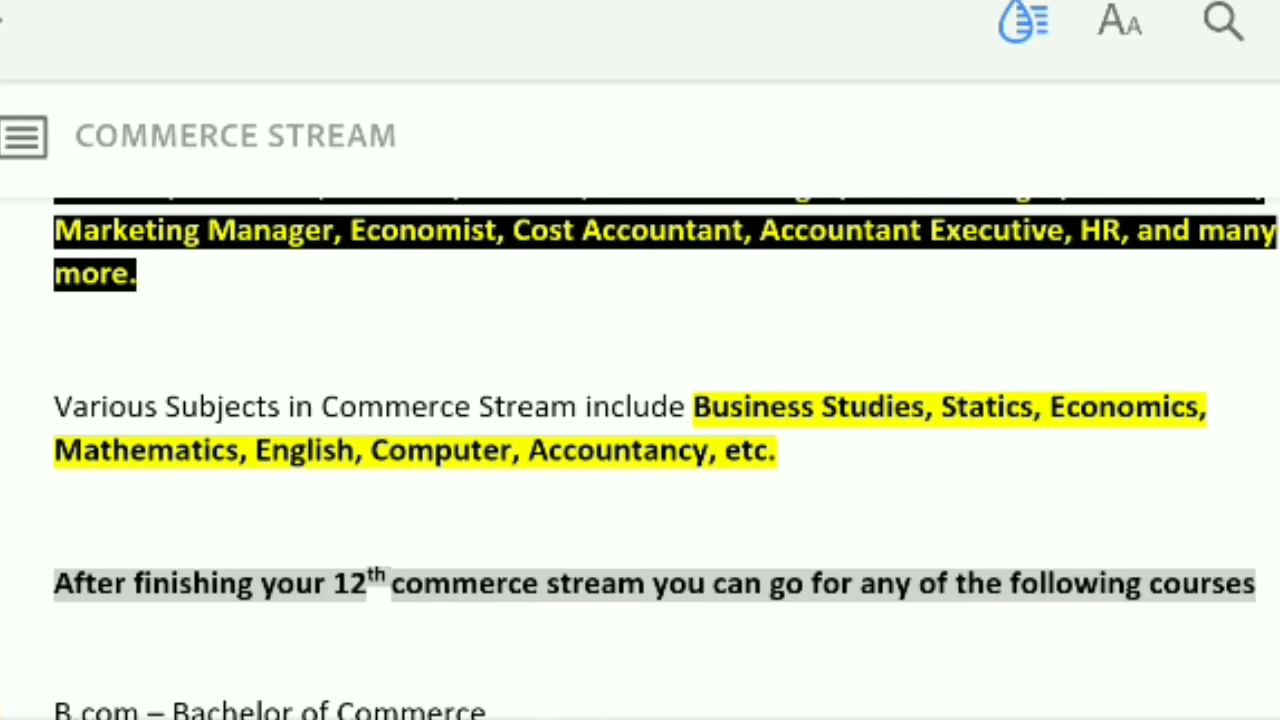 COMMERCE STREAM
Marketing Manager, Economist, Cost Accountant, Accountant Executive, HR, and many
more.
Various Subjects in Commerce Stream include Business Studies, Statics, Economics,
Mathematics, English, Computer, Accountancy, etc.
After finishing your 12th commerce stream you can go for any of the following courses
B.com – Bachelor of Commerce